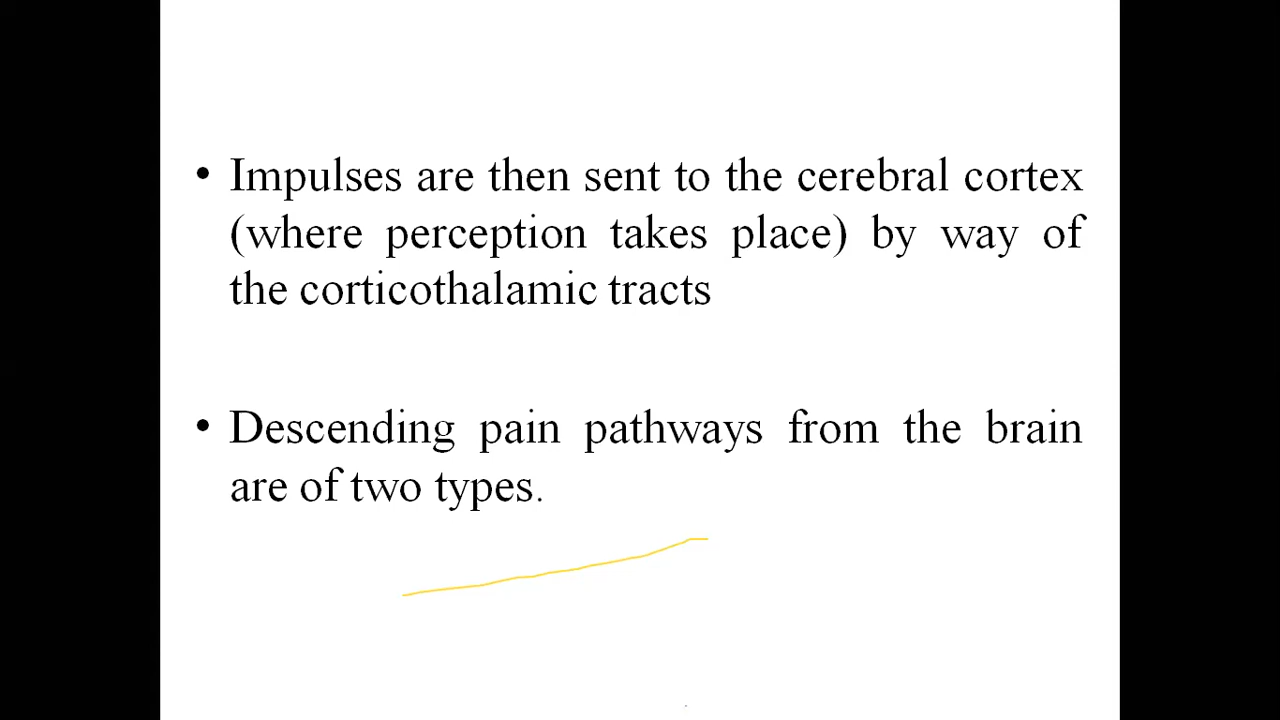 • Impulses are then sent to the cerebral cortex
(where perception takes place) by way of
the corticothalamic tracts
• Descending pain pathways from the brain
are of two types.